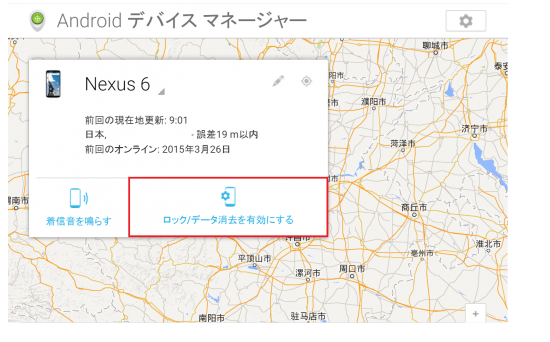 Android デバイス マネージャー
聊城市
Nexus 6
前回の現在地更新: 9:01
日本, - 誤差19 m以内
前回のオンライン: 2015年3月26日
着信音を鳴らす
ロック/データ消去を有効にする
阳市
濮阳市
济宁市
菏泽市
商丘市
淮北市
亳州市
平顶山市
漯河市
周口市
南阳市
驻马店市
+